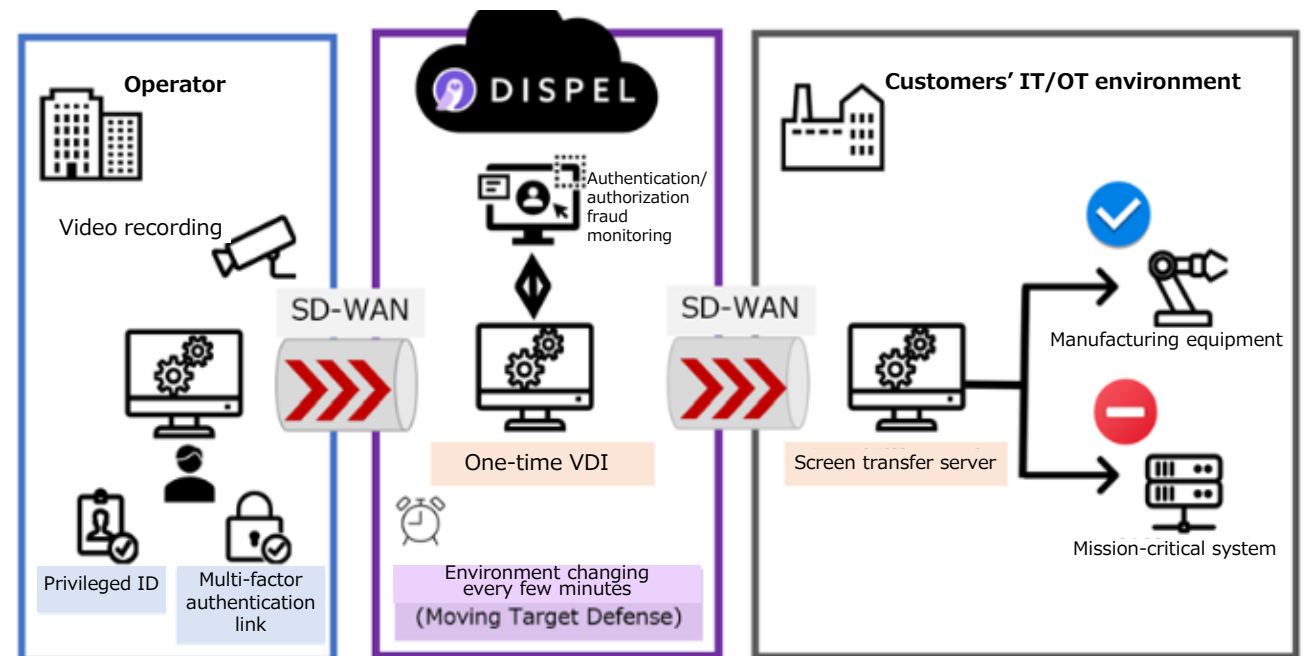 Operator
Video recording
SD-WAN
Privileged ID
Multi-factor
authentication
link
DISPEL
Authentication/
authorization
fraud
monitoring
One-time VDI
Environment changing
every few minutes
(Moving Target Defense)
SD-WAN
Customers’ IT/OT environment
Screen transfer server
Manufacturing equipment
Mission-critical system